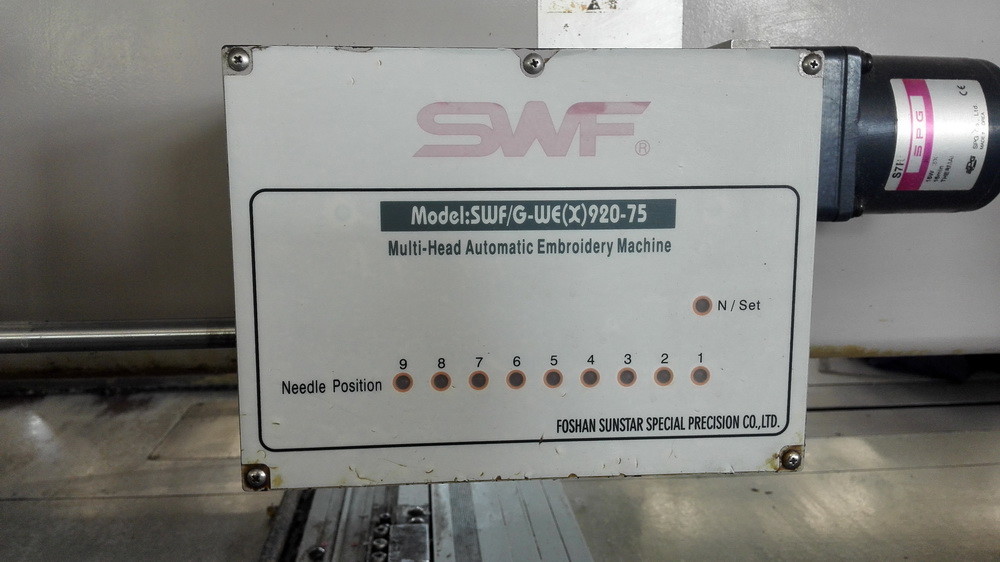 SWF®
Model:SWF/G-WE(X)920-75
Multi-Head Automatic Embroidery Machine
N / Set
9 8 7 6 5 4 3 2 1
Needle Position
FOSHAN SUNSTAR SPECIAL PRECISION CO.,LTD.
SPG
CE